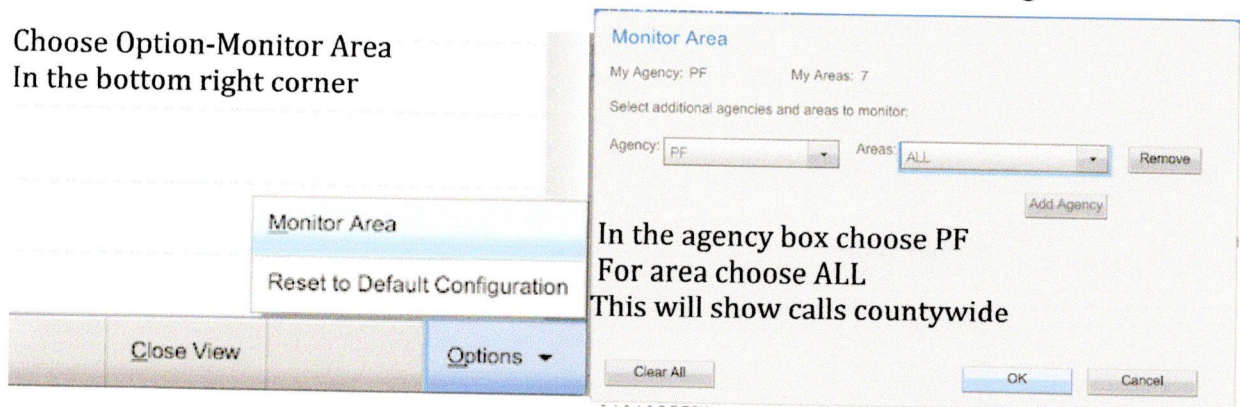 Choose Option-Monitor Area
In the bottom right corner
Monitor Area
Reset to Default Configuration
Close View
Options
Monitor Area
My Agency: PF My Areas: 7
Select additional agencies and areas to monitor:
Agency: PF Areas: ALL Remove
Add Agency
In the agency box choose PF
For area choose ALL
This will show calls countywide
Clear All OK Cancel